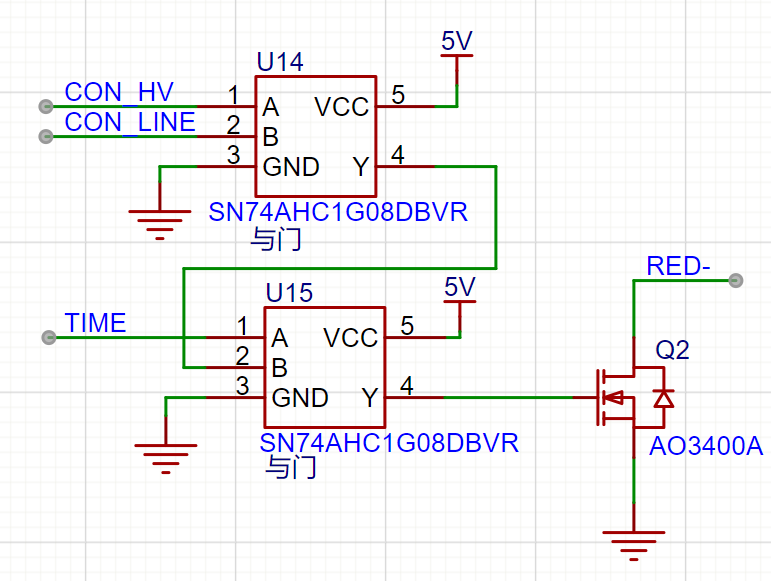 5V
U14
CON_HV
1
A
VCC
5
CON_LINE
2
B
3
GND
Y
4
SN74AHC1G08DBVR
与门
RED-
5V
U15
TIME
1
A
VCC
5
Q2
2
B
3
GND
Y
4
SN74AHC1G08DBVR
与门
AO3400A